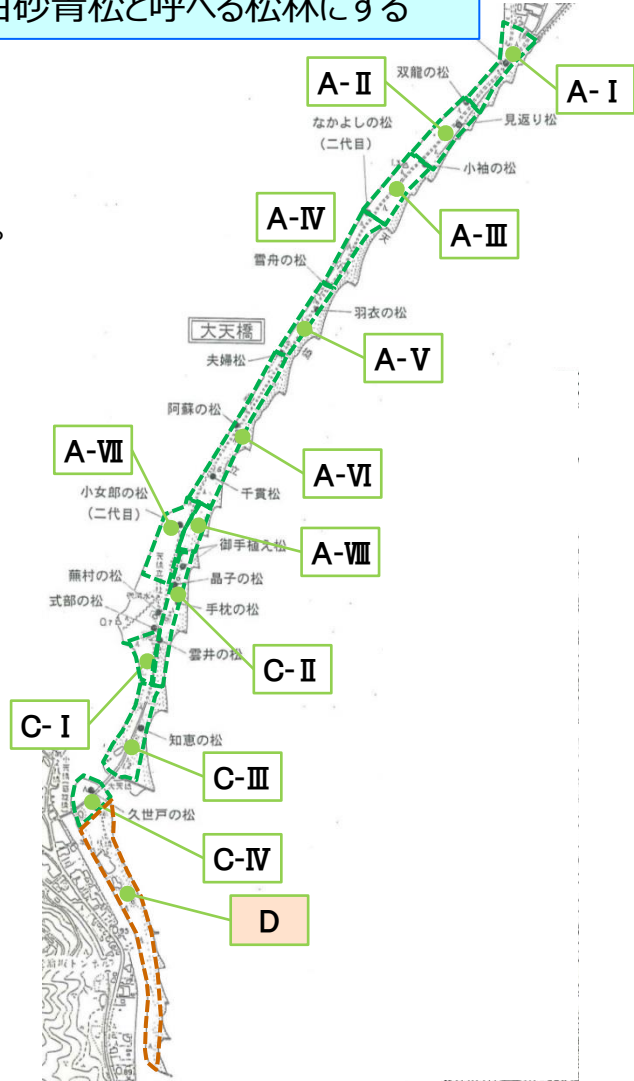 白砂青松と呼べる松林にする
A-Ⅰ
双龍の松
A-Ⅱ
なかよしの松
(二代目)
見返り松
小袖の松
。
A-Ⅳ
A-Ⅲ
雪舟の松
羽衣の松
大天橋
夫婦松
A-Ⅴ
阿蘇の松
A-Ⅶ
A-Ⅵ
千貫松
小女郎の松
(二代目)
A-Ⅷ
御手植え松
蕪村の松
晶子の松
式部の松
手枕の松
雲井の松
C-Ⅱ
C-Ⅰ
知恵の松
C-Ⅲ
久世戸の松
C-Ⅳ
D